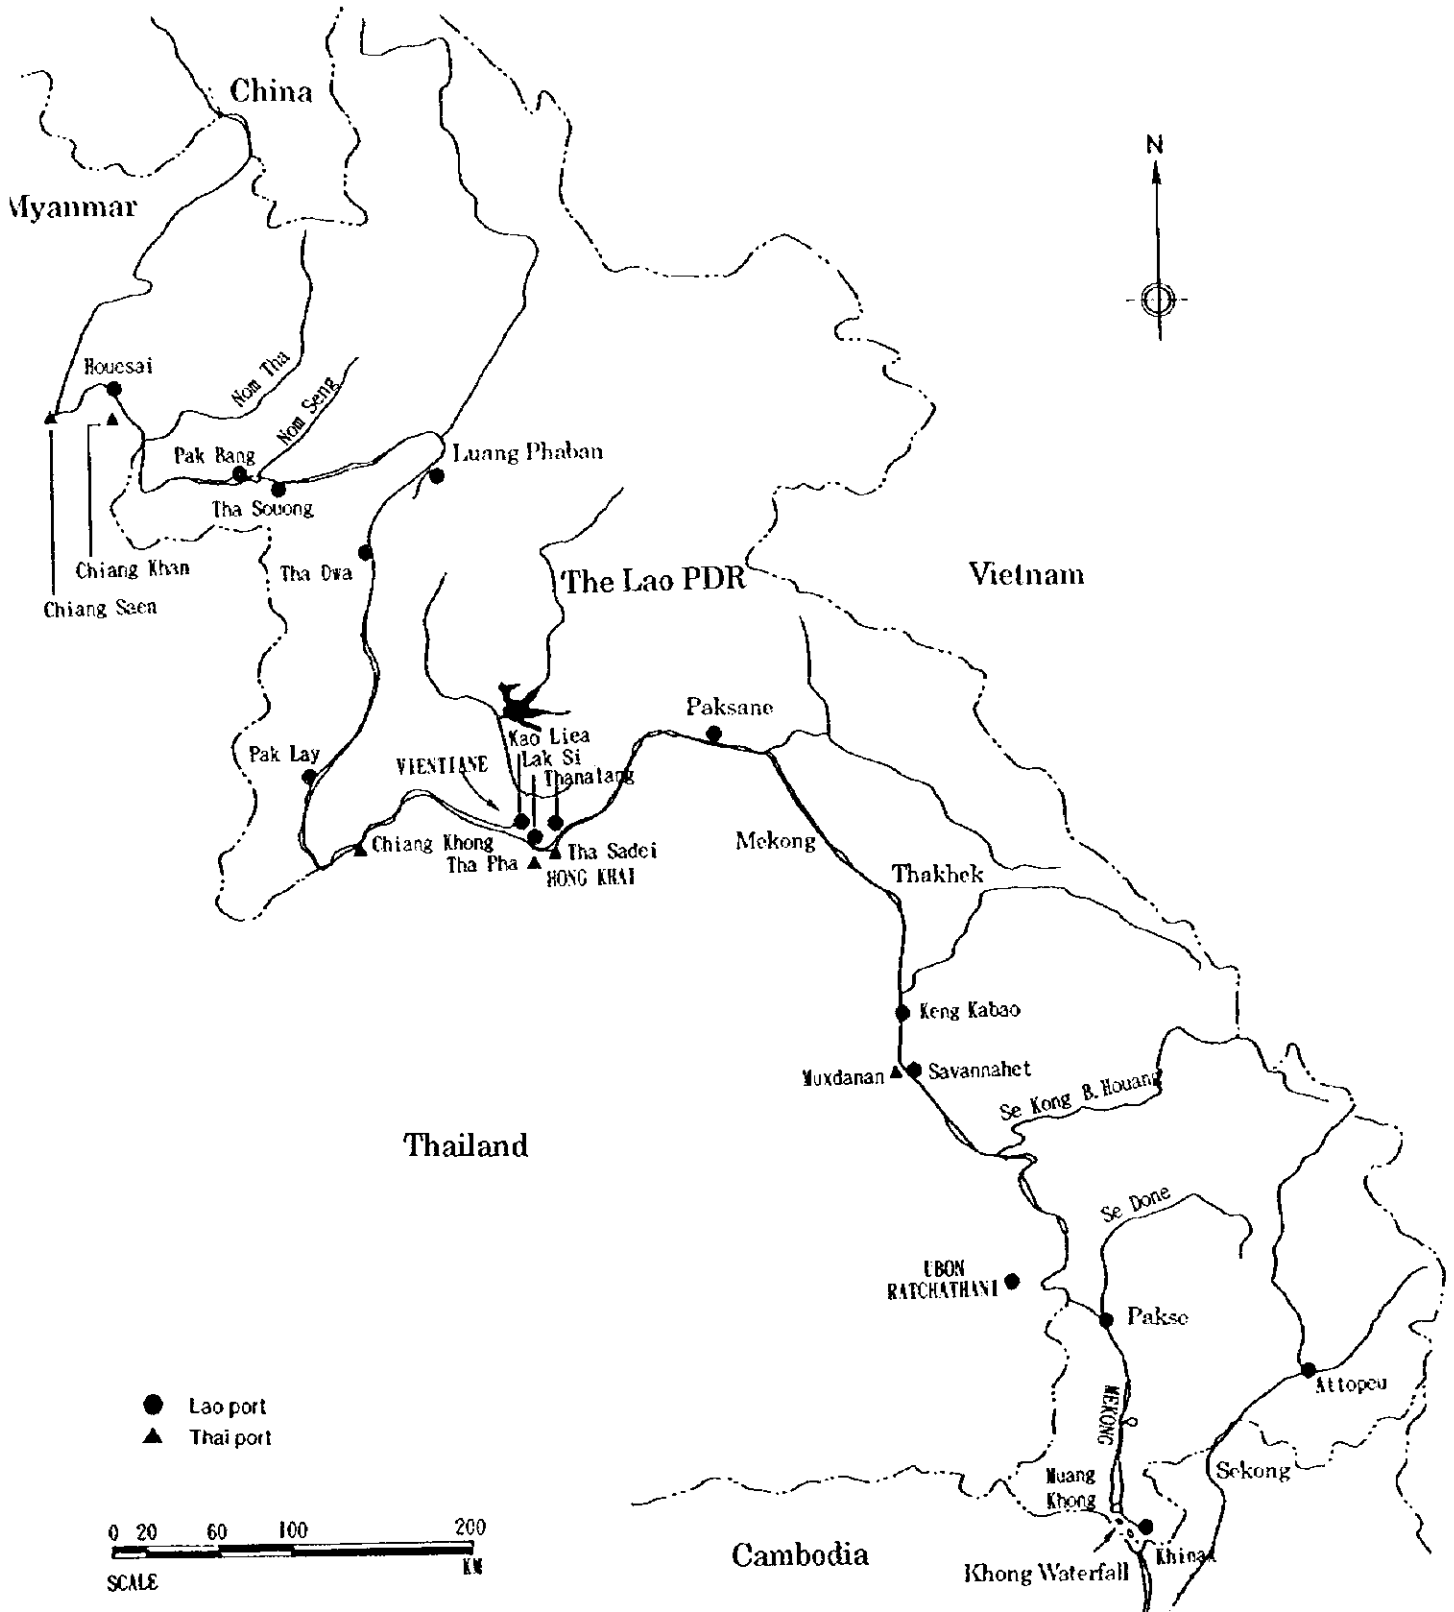 China
N
Myanmar
Houesai
Nom Tha
Nom Seng
Pak Bang
Luang Phaban
Tha Souong
Chiang Khan
Tha Dwa
The Lao PDR
Vietnam
Chiang Saen
Paksane
Kao Liea
Pak Lay
VIENTIANE
Lak Si
Thanalang
Chiang Khong
Mekong
Tha Sadei
Tha Pha
HONG KHAI
Thakhek
Keng Kabao
Muxdanan
Savannahet
Se Kong B. Houang
Thailand
Se Done
UBON
RATCHATHANI
Pakse
Attopeu
MEKONG
Lao port
Thai port
Muang
Khong
Sekong
0 20 60 100 200
KM
SCALE
Cambodia
Khong Waterfall
Khinak